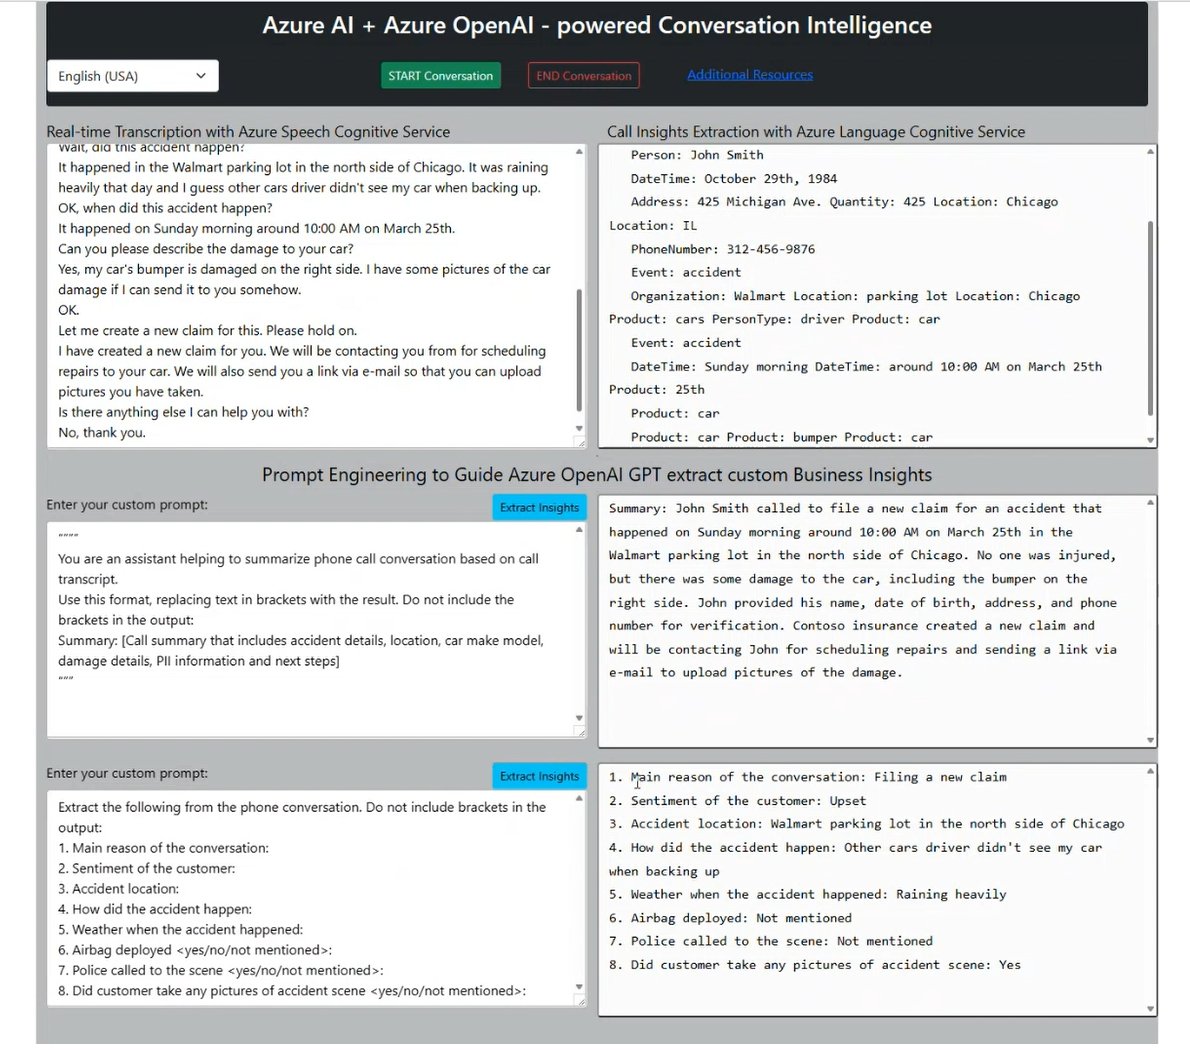 Azure AI + Azure OpenAI - powered Conversation Intelligence
English (USA)
START Conversation
END Conversation
Additional Resources
Real-time Transcription with Azure Speech Cognitive Service
Wait, did this accident happen?
It happened in the Walmart parking lot in the north side of Chicago. It was raining
heavily that day and I guess other cars driver didn't see my car when backing up.
OK, when did this accident happen?
It happened on Sunday morning around 10:00 AM on March 25th.
Can you please describe the damage to your car?
Yes, my car's bumper is damaged on the right side. I have some pictures of the car
damage if I can send it to you somehow.
OK.
Let me create a new claim for this. Please hold on.
I have created a new claim for you. We will be contacting you from for scheduling
repairs to your car. We will also send you a link via e-mail so that you can upload
pictures you have taken.
Is there anything else I can help you with?
No, thank you.
Call Insights Extraction with Azure Language Cognitive Service
Person: John Smith
DateTime: October 29th, 1984
Address: 425 Michigan Ave. Quantity: 425 Location: Chicago
Location: IL
PhoneNumber: 312-456-9876
Event: accident
Organization: Walmart Location: parking lot Location: Chicago
Product: cars PersonType: driver Product: car
Event: accident
DateTime: Sunday morning DateTime: around 10:00 AM on March 25th
Product: 25th
Product: car
Product: car Product: bumper Product: car
Prompt Engineering to Guide Azure OpenAI GPT extract custom Business Insights
Enter your custom prompt:
Extract Insights
""""
You are an assistant helping to summarize phone call conversation based on call
transcript.
Use this format, replacing text in brackets with the result. Do not include the
brackets in the output:
Summary: [Call summary that includes accident details, location, car make model,
damage details, PII information and next steps]
"""
Summary: John Smith called to file a new claim for an accident that
happened on Sunday morning around 10:00 AM on March 25th in the
Walmart parking lot in the north side of Chicago. No one was injured,
but there was some damage to the car, including the bumper on the
right side. John provided his name, date of birth, address, and phone
number for verification. Contoso insurance created a new claim and
will be contacting John for scheduling repairs and sending a link via
e-mail to upload pictures of the damage.
Enter your custom prompt:
Extract Insights
Extract the following from the phone conversation. Do not include brackets in the
output:
1. Main reason of the conversation:
2. Sentiment of the customer:
3. Accident location:
4. How did the accident happen:
5. Weather when the accident happened:
6. Airbag deployed <yes/no/not mentioned>:
7. Police called to the scene <yes/no/not mentioned>:
8. Did customer take any pictures of accident scene <yes/no/not mentioned>:
1. Main reason of the conversation: Filing a new claim
2. Sentiment of the customer: Upset
3. Accident location: Walmart parking lot in the north side of Chicago
4. How did the accident happen: Other cars driver didn't see my car
when backing up
5. Weather when the accident happened: Raining heavily
6. Airbag deployed: Not mentioned
7. Police called to the scene: Not mentioned
8. Did customer take any pictures of accident scene: Yes